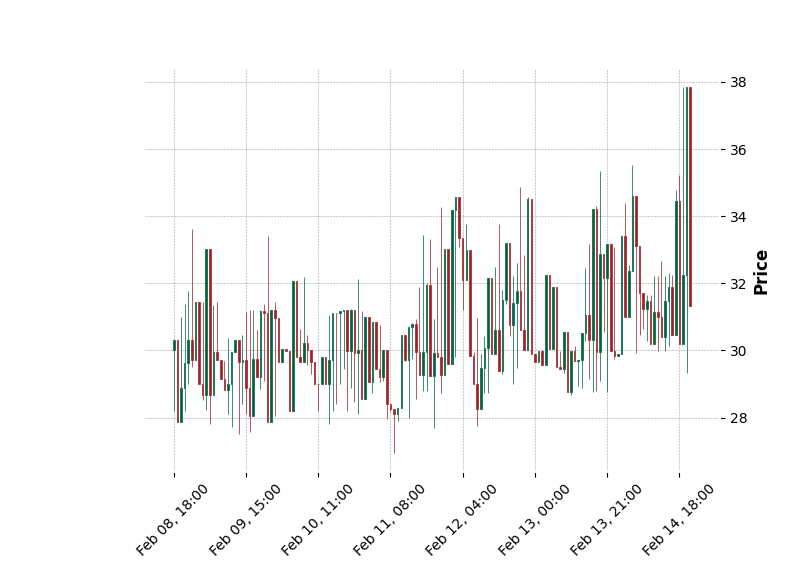 38
36
34
32
30
28
Price
Feb 08, 18:00
Feb 09, 15:00
Feb 10, 11:00
Feb 11, 08:00
Feb 12, 04:00
Feb 13, 00:00
Feb 13, 21:00
Feb 14, 18:00